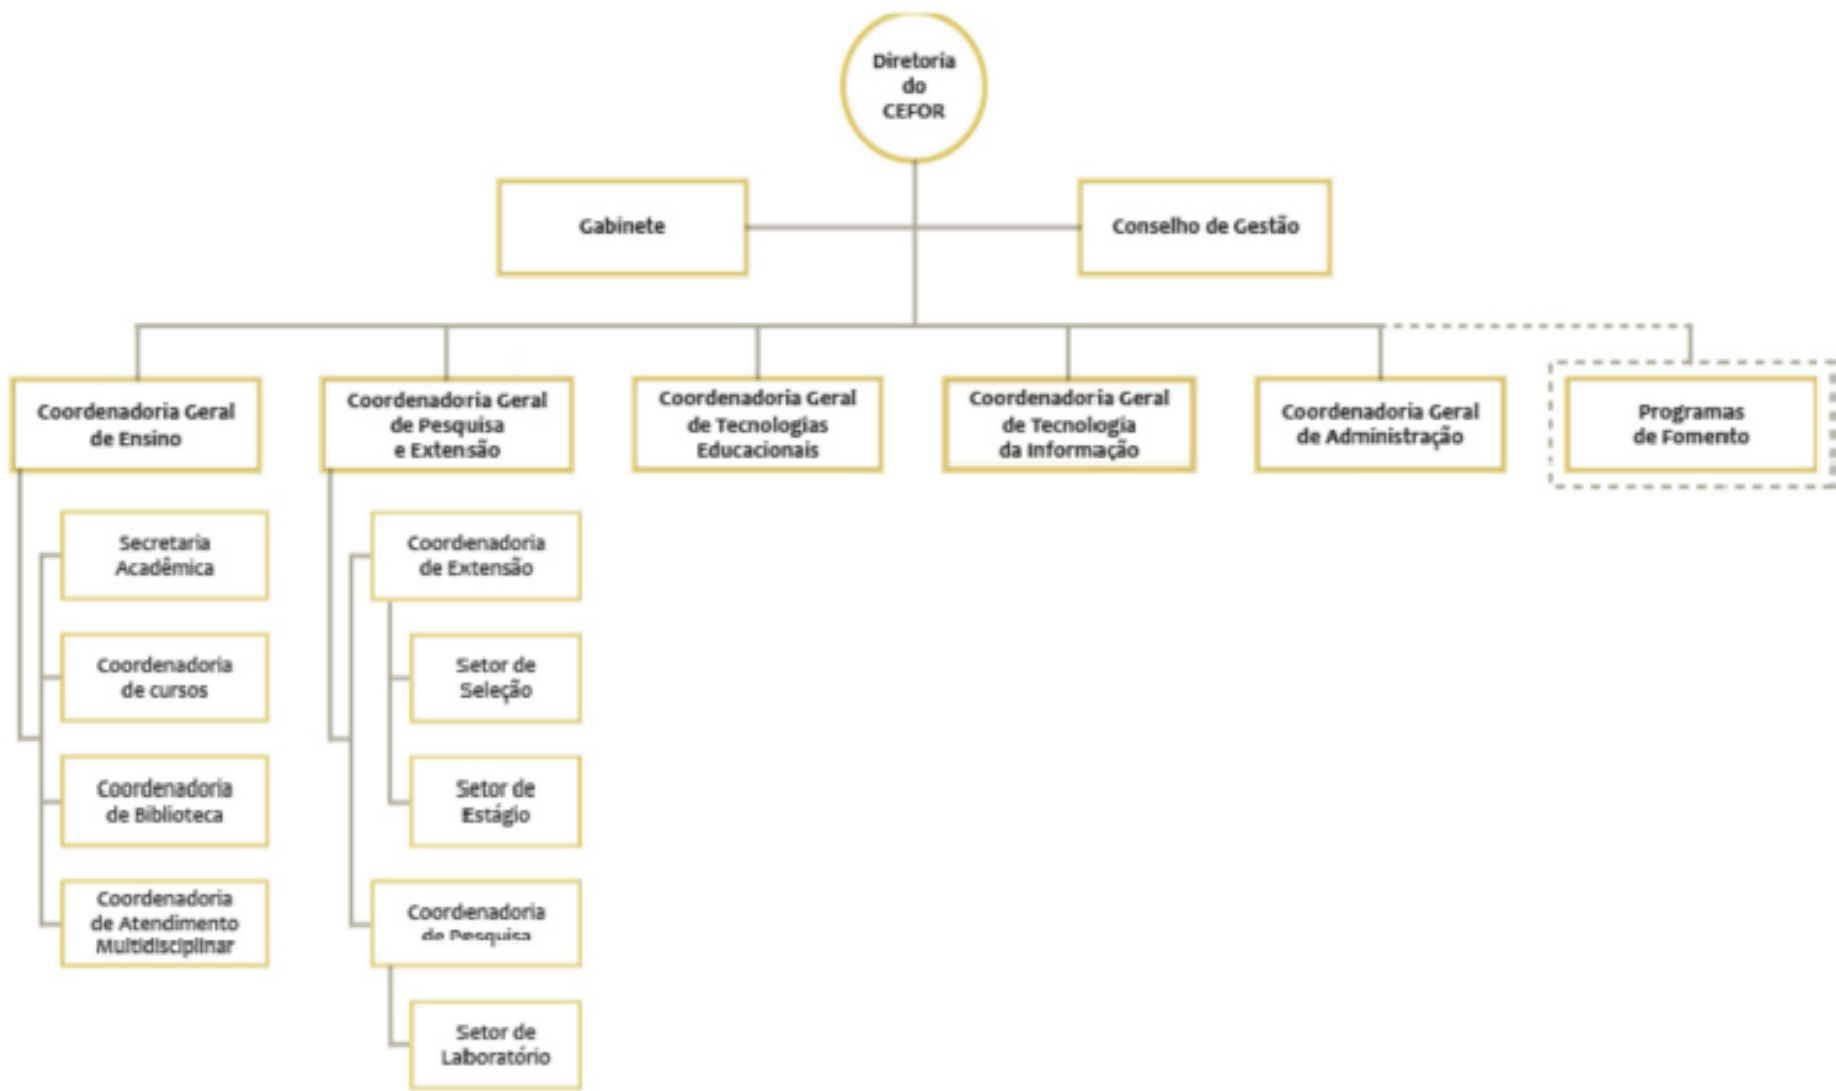 Diretoria
do
CEFOR
Gabinete
Conselho de Gestão
Coordenadoria Geral
de Ensino
Coordenadoria Geral
de Pesquisa
e Extensão
Coordenadoria Geral
de Tecnologias
Educacionais
Coordenadoria Geral
de Tecnologia
da Informação
Coordenadoria Geral
de Administração
Programas
de Fomento
Secretaria
Acadêmica
Coordenadoria
de cursos
Coordenadoria
de Biblioteca
Coordenadoria
de Atendimento
Multidisciplinar
Coordenadoria
de Extensão
Setor de
Seleção
Setor de
Estágio
Coordenadoria
de Pesquisa
Setor de
Laboratório